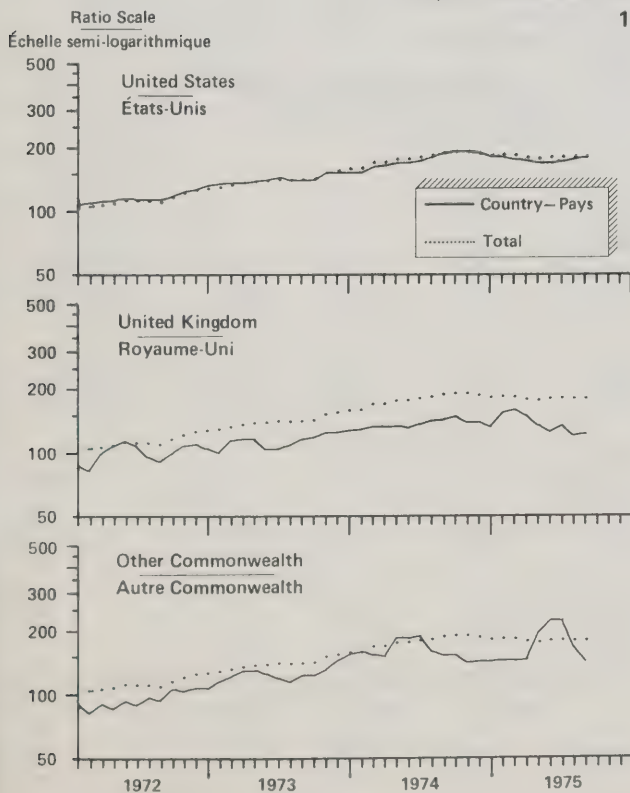 Ratio Scale
1
Échelle semi-logarithmique
500
300
200
100
50
United States
États-Unis
Country—Pays
Total
500
300
200
100
50
United Kingdom
Royaume-Uni
500
300
200
100
50
Other Commonwealth
Autre Commonwealth
1972
1973
1974
1975